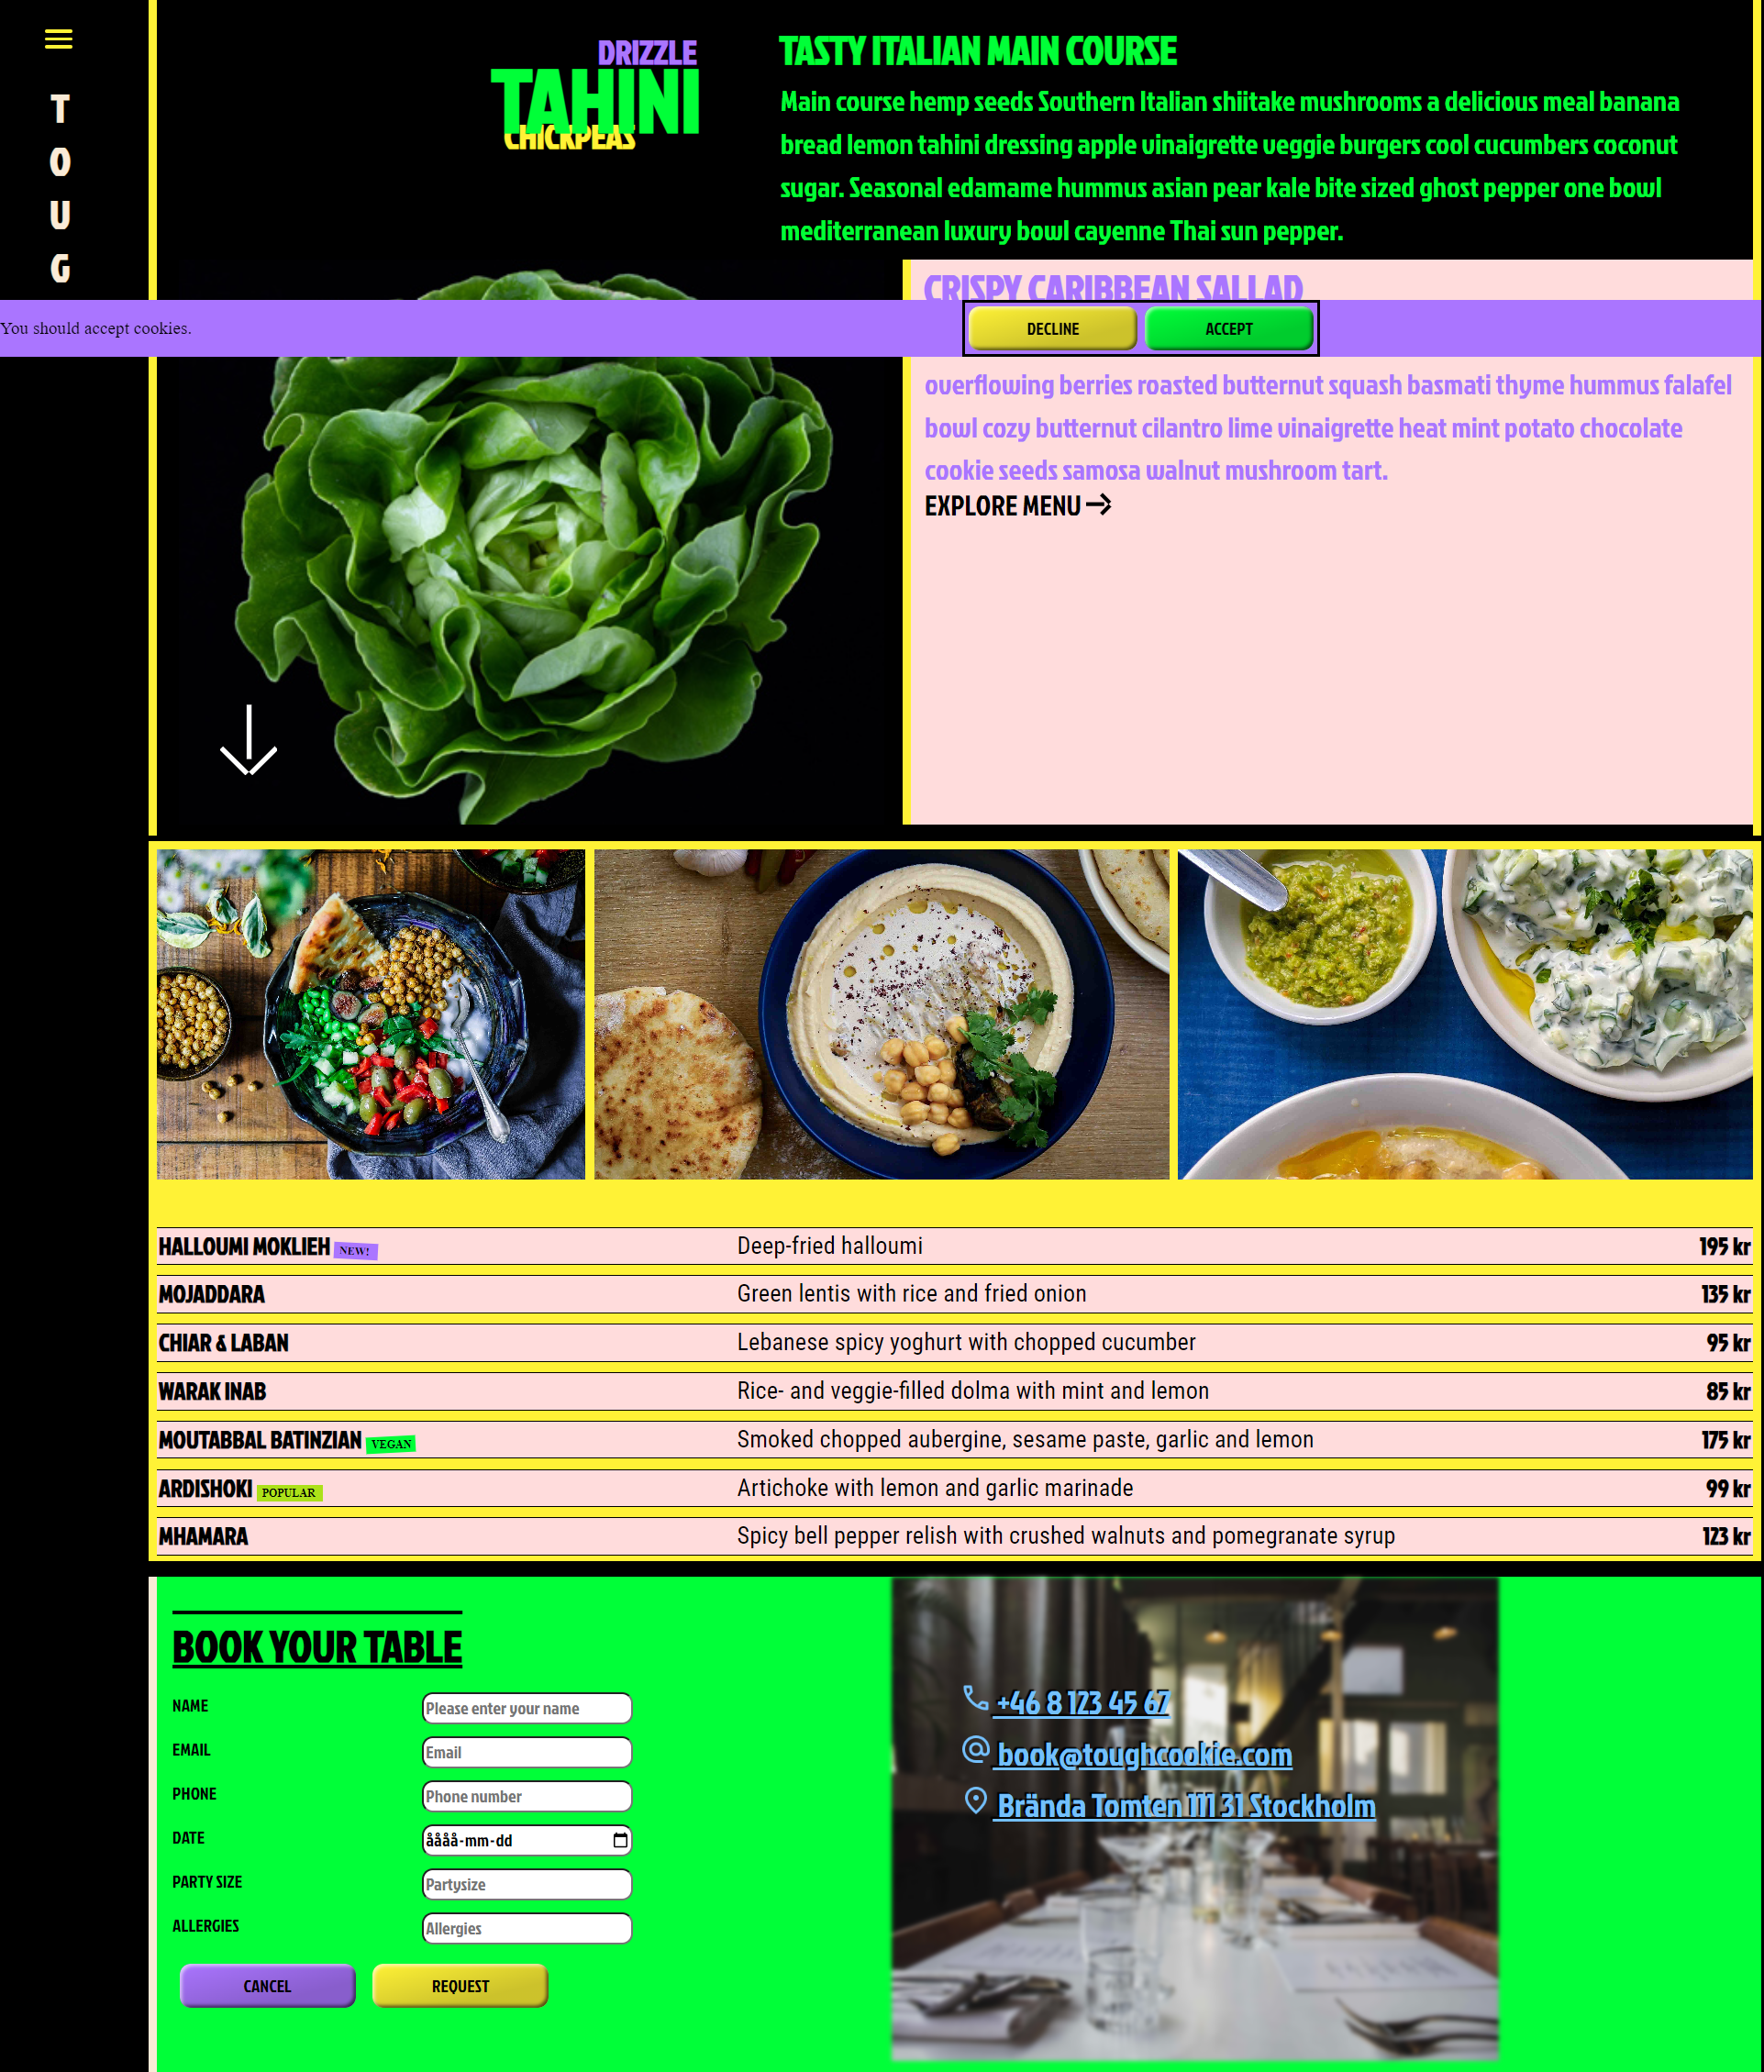 T
O
U
G
DRIZZLE
TAHINI
CHICKPEAS
TASTY ITALIAN MAIN COURSE
Main course hemp seeds Southern Italian shiitake mushrooms a delicious meal banana
bread lemon tahini dressing apple vinaigrette veggie burgers cool cucumbers coconut
sugar. Seasonal edamame hummus asian pear kale bite sized ghost pepper one bowl
mediterranean luxury bowl cayenne Thai sun pepper.
CRISPY CARIBBEAN SALLAD
You should accept cookies.
DECLINE
ACCEPT
overflowing berries roasted butternut squash basmati thyme hummus falafel
bowl cozy butternut cilantro lime vinaigrette heat mint potato chocolate
cookie seeds samosa walnut mushroom tart.
EXPLORE MENU
HALLOUMI MOKLIEH NEW! Deep-fried halloumi 195 kr
MOJADDARA Green lentis with rice and fried onion 135 kr
CHIAR & LABAN Lebanese spicy yoghurt with chopped cucumber 95 kr
WARAK INAB Rice- and veggie-filled dolma with mint and lemon 85 kr
MOUTABBAL BATINZIAN VEGAN Smoked chopped aubergine, sesame paste, garlic and lemon 175 kr
ARDISHOKI POPULAR Artichoke with lemon and garlic marinade 99 kr
MHAMARA Spicy bell pepper relish with crushed walnuts and pomegranate syrup 123 kr
BOOK YOUR TABLE
NAME Please enter your name
EMAIL Email
PHONE Phone number
DATE åååå-mm-dd
PARTY SIZE Partysize
ALLERGIES Allergies
CANCEL REQUEST
+46 8 123 45 67
book@toughcookie.com
Brända Tomten 111 31 Stockholm